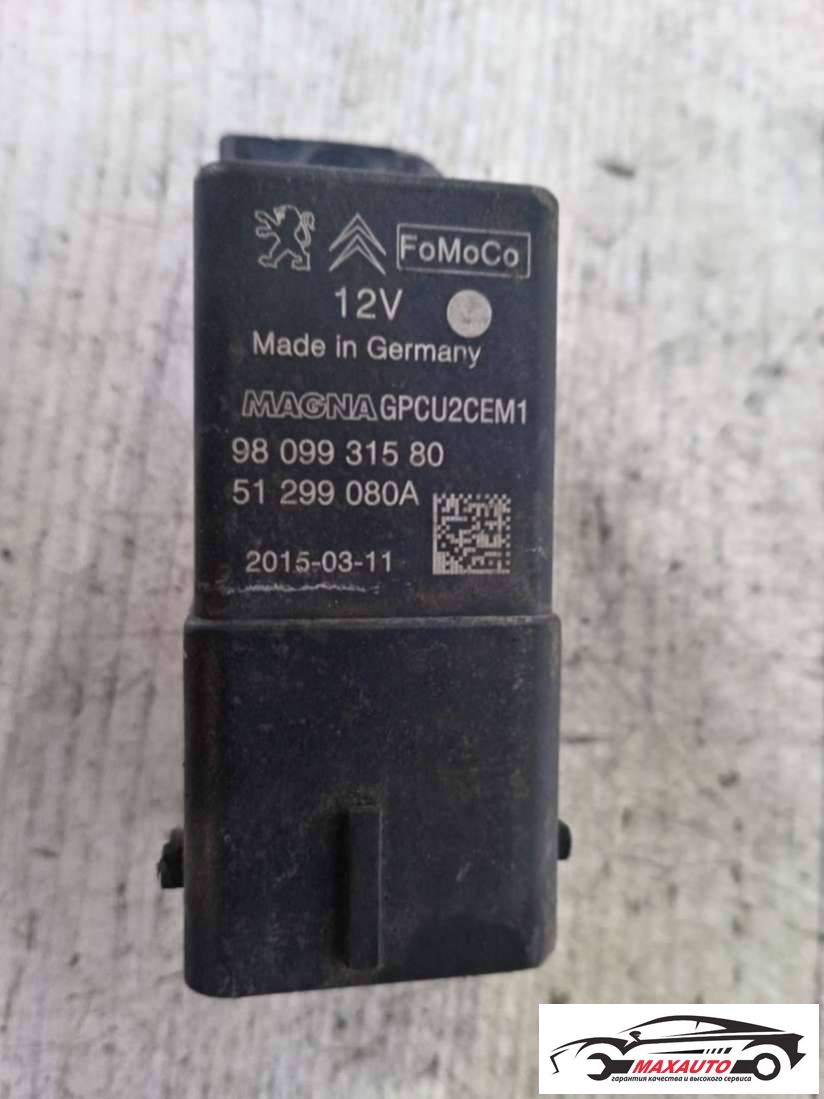 FoMoCo
12V
Made in Germany
MAGNA GPCU2CEM1
98 099 315 80
51 299 080A
2015-03-11
MAXAUTO
гарантия качества и высокого сервиса